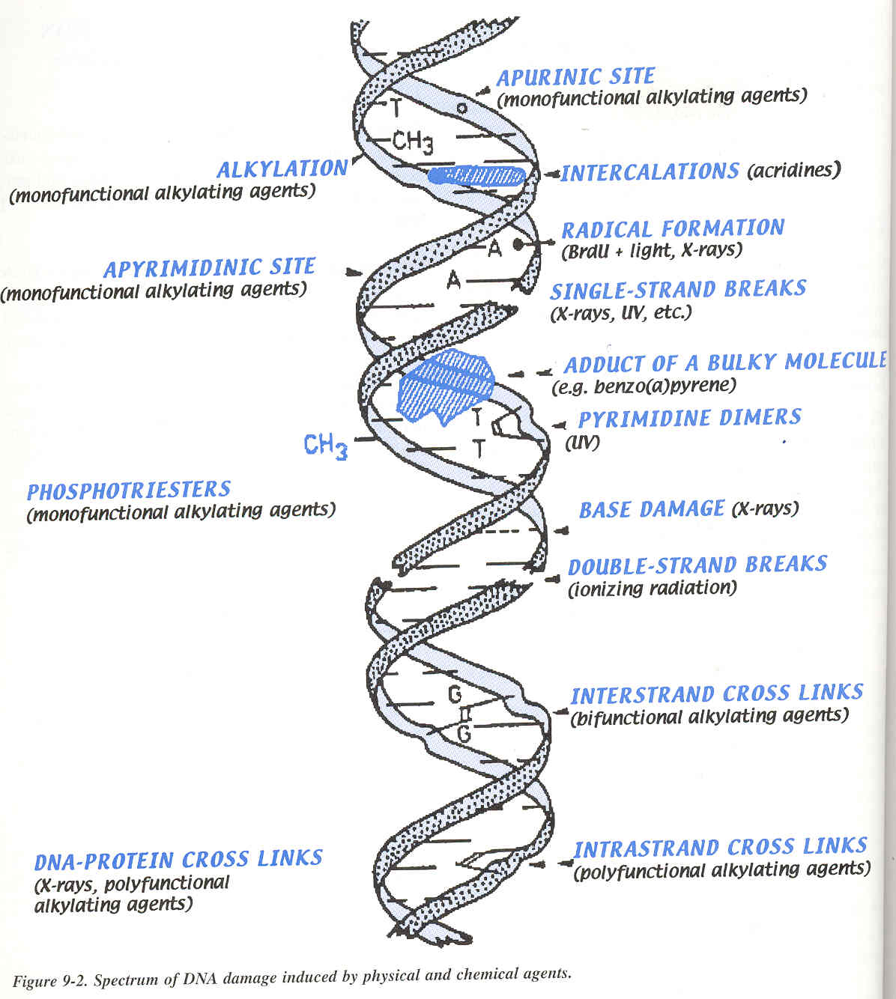 APURINIC SITE
(monofunctional alkylating agents)
T
CH3
ALKYLATION
(monofunctional alkylating agents)
INTERCALATIONS (acridines)
RADICAL FORMATION
(BrdU + light, X-rays)
A
APYRIMIDINIC SITE
(monofunctional alkylating agents)
A
SINGLE-STRAND BREAKS
(X-rays, UV, etc.)
ADDUCT OF A BULKY MOLECULE
(e.g. benzo(a)pyrene)
T
PYRIMIDINE DIMERS
(UV)
CH3
T
PHOSPHOTRIESTERS
(monofunctional alkylating agents)
BASE DAMAGE (X-rays)
DOUBLE-STRAND BREAKS
(ionizing radiation)
G
INTERSTRAND CROSS LINKS
(bifunctional alkylating agents)
G
DNA-PROTEIN CROSS LINKS
(X-rays, polyfunctional
alkylating agents)
INTRASTRAND CROSS LINKS
(polyfunctional alkylating agents)
Figure 9-2. Spectrum of DNA damage induced by physical and chemical agents.